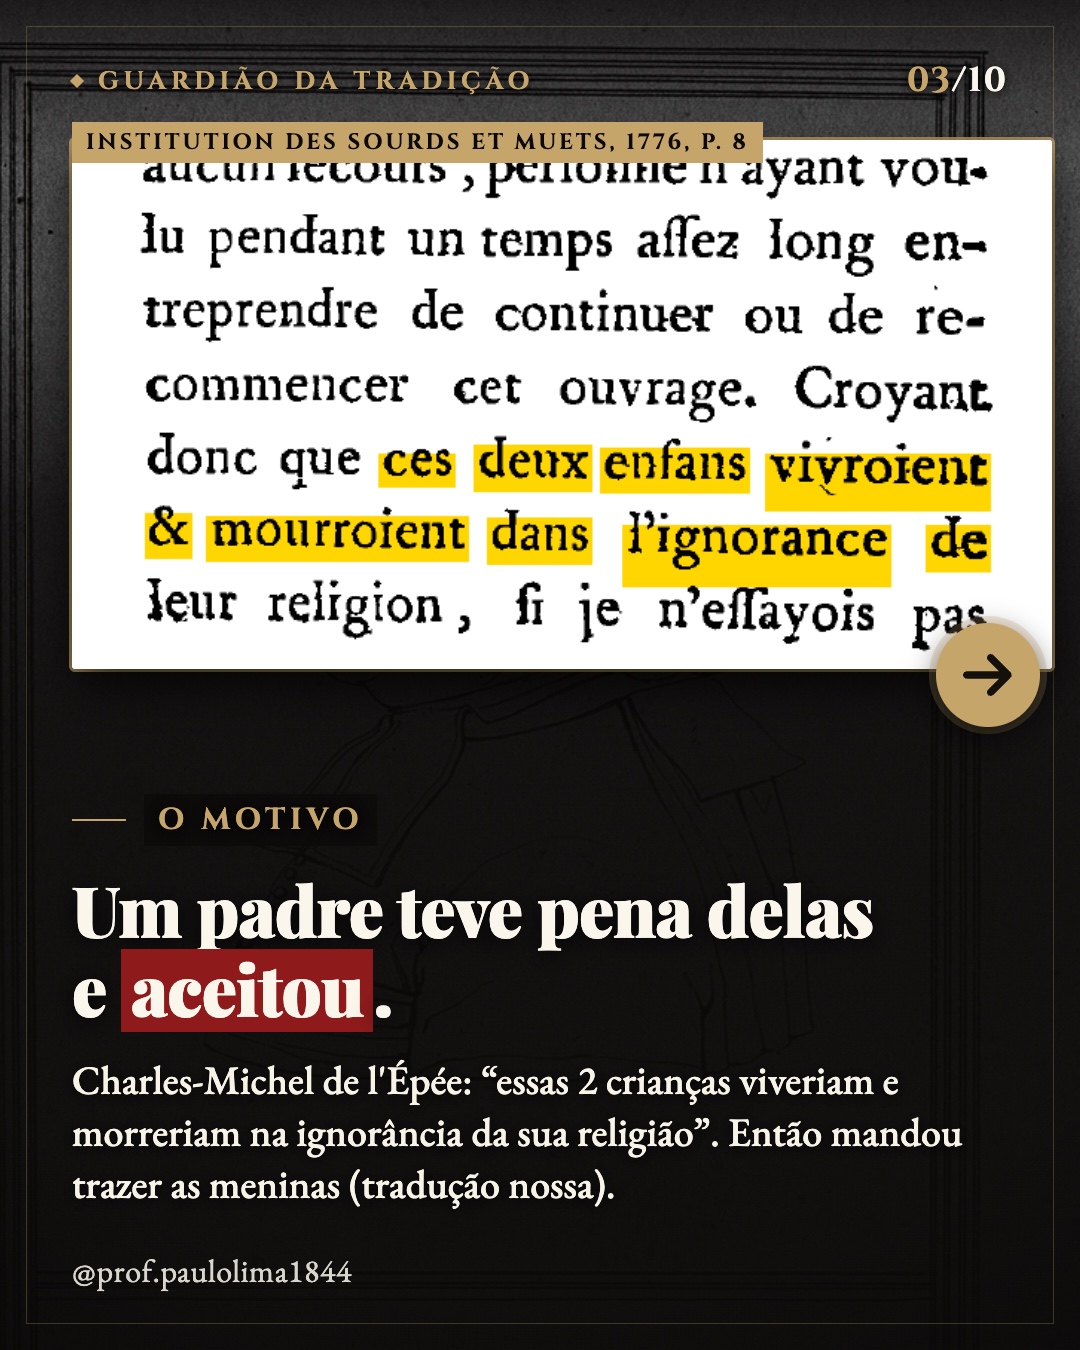 ◆ GUARDIÃO DA TRADIÇÃO
03/10
INSTITUTION DES SOURDS ET MUETS, 1776, P. 8
aucun ſecours, perſonne n'ayant vou-
lu pendant un temps aſſez long en-
treprendre de continuer ou de re-
commencer cet ouvrage. Croyant
donc que ces deux enfans vivroient
& mourroient dans l'ignorance de
leur religion, ſi je n'eſſayois pas
O MOTIVO
Um padre teve pena delas
e aceitou.
Charles-Michel de l'Épée: “essas 2 crianças viveriam e
morreriam na ignorância da sua religião”. Então mandou
trazer as meninas (tradução nossa).
@prof.paulolima1844